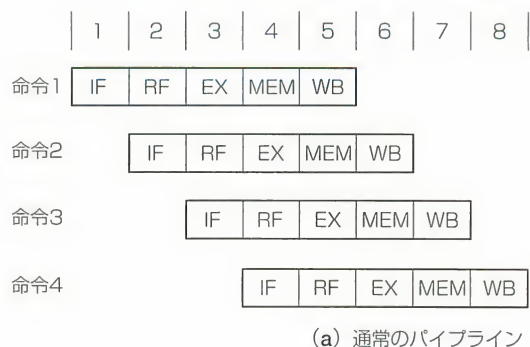 1 2 3 4 5 6 7 8
命令1 IF RF EX MEM WB
命令2 IF RF EX MEM WB
命令3 IF RF EX MEM WB
命令4 IF RF EX MEM WB
(a) 通常のパイプライン